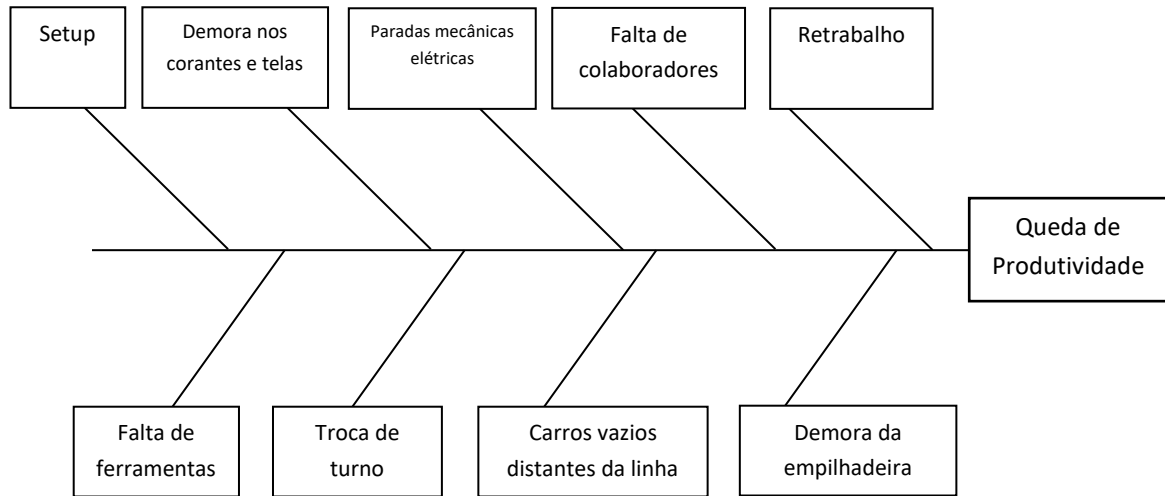 Setup
Demora nos
corantes e telas
Paradas mecânicas
elétricas
Falta de
colaboradores
Retrabalho
Queda de
Produtividade
Falta de
ferramentas
Troca de
turno
Carros vazios
distantes da linha
Demora da
empilhadeira